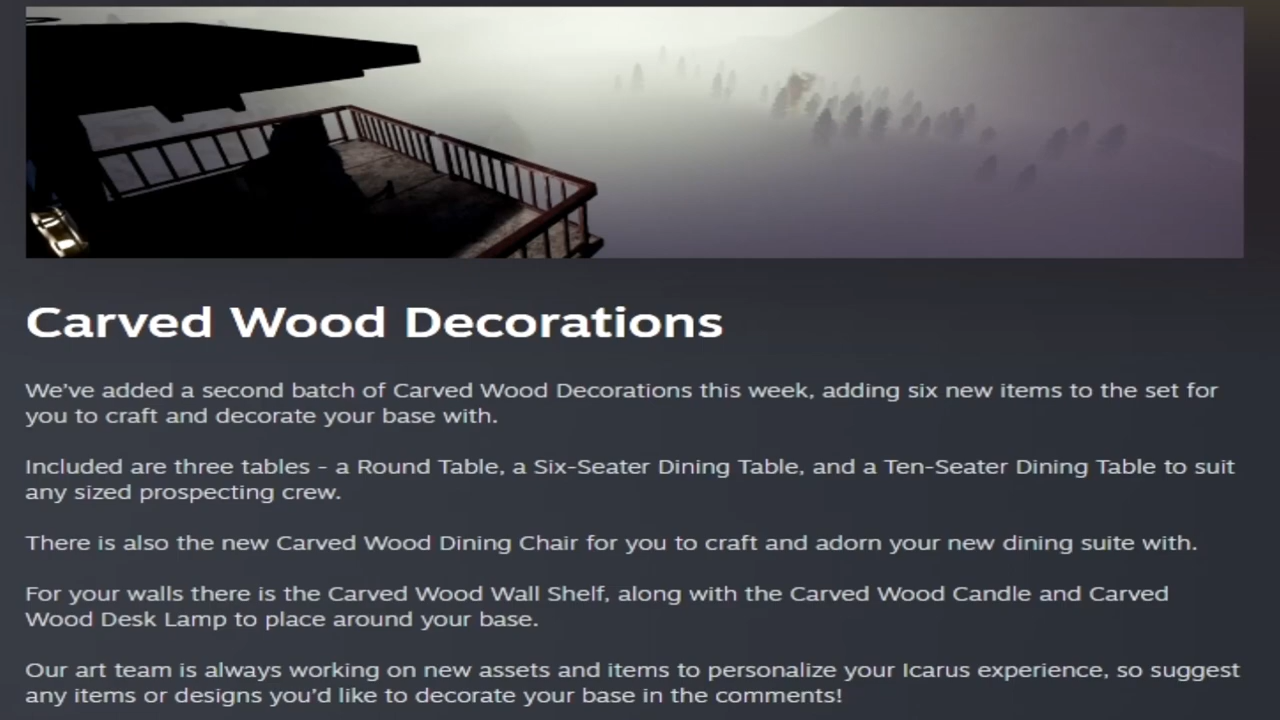 Carved Wood Decorations
We've added a second batch of Carved Wood Decorations this week, adding six new items to the set for
you to craft and decorate your base with.
Included are three tables - a Round Table, a Six-Seater Dining Table, and a Ten-Seater Dining Table to suit
any sized prospecting crew.
There is also the new Carved Wood Dining Chair for you to craft and adorn your new dining suite with.
For your walls there is the Carved Wood Wall Shelf, along with the Carved Wood Candle and Carved
Wood Desk Lamp to place around your base.
Our art team is always working on new assets and items to personalize your Icarus experience, so suggest
any items or designs you'd like to decorate your base in the comments!